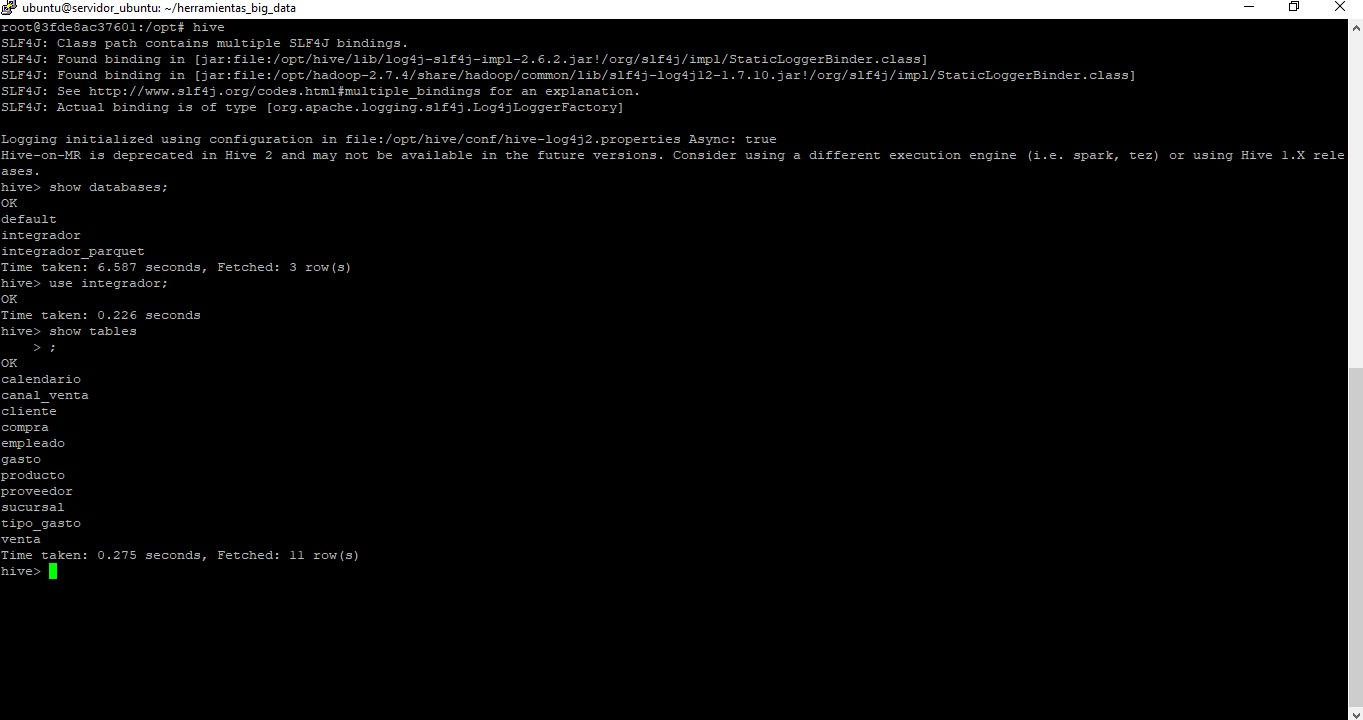 ubuntu@servidor_ubuntu: ~/herramientas_big_data
root@3fde8ac37601:/opt# hive
SLF4J: Class path contains multiple SLF4J bindings.
SLF4J: Found binding in [jar:file:/opt/hive/lib/log4j-slf4j-impl-2.6.2.jar!/org/slf4j/impl/StaticLoggerBinder.class]
SLF4J: Found binding in [jar:file:/opt/hadoop-2.7.4/share/hadoop/common/lib/slf4j-log4j12-1.7.10.jar!/org/slf4j/impl/StaticLoggerBinder.class]
SLF4J: See http://www.slf4j.org/codes.html#multiple_bindings for an explanation.
SLF4J: Actual binding is of type [org.apache.logging.slf4j.Log4jLoggerFactory]
Logging initialized using configuration in file:/opt/hive/conf/hive-log4j2.properties Async: true
Hive-on-MR is deprecated in Hive 2 and may not be available in the future versions. Consider using a different execution engine (i.e. spark, tez) or using Hive 1.X rele
ases.
hive> show databases;
OK
default
integrador
integrador_parquet
Time taken: 6.587 seconds, Fetched: 3 row(s)
hive> use integrador;
OK
Time taken: 0.226 seconds
hive> show tables
    > ;
OK
calendario
canal_venta
cliente
compra
empleado
gasto
producto
proveedor
sucursal
tipo_gasto
venta
Time taken: 0.275 seconds, Fetched: 11 row(s)
hive>